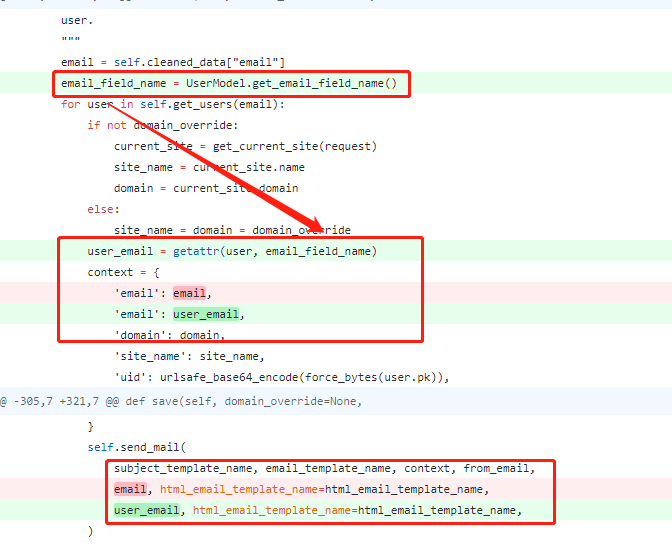 user.
"""
email = self.cleaned_data["email"]
email_field_name = UserModel.get_email_field_name()
for user in self.get_users(email):
if not domain_override:
current_site = get_current_site(request)
site_name = current_site.name
domain = current_site.domain
else:
site_name = domain = domain_override
user_email = getattr(user, email_field_name)
context = {
'email': email,
'email': user_email,
'domain': domain,
'site_name': site_name,
'uid': urlsafe_base64_encode(force_bytes(user.pk)),
@ -305,7 +321,7 @@ def save(self, domain_override=None,
}
self.send_mail(
subject_template_name, email_template_name, context, from_email,
email, html_email_template_name=html_email_template_name,
user_email, html_email_template_name=html_email_template_name,
)